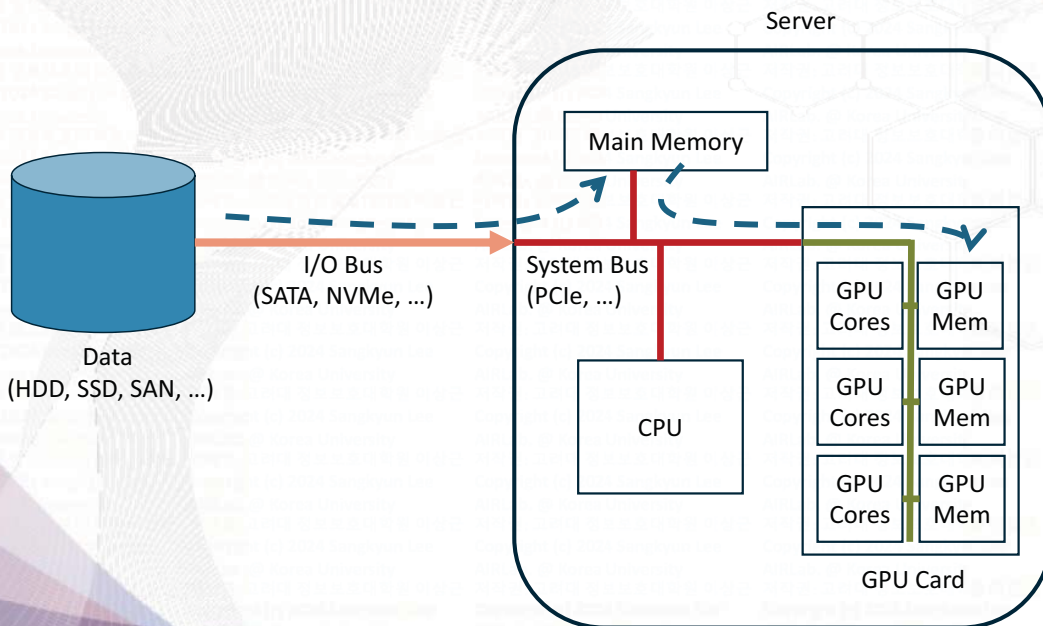 Server
Main Memory
I/O Bus
(SATA, NVMe, …)
System Bus
(PCIe, …)
Data
(HDD, SSD, SAN, …)
CPU
GPU
Cores
GPU
Mem
GPU
Cores
GPU
Mem
GPU
Cores
GPU
Mem
GPU Card